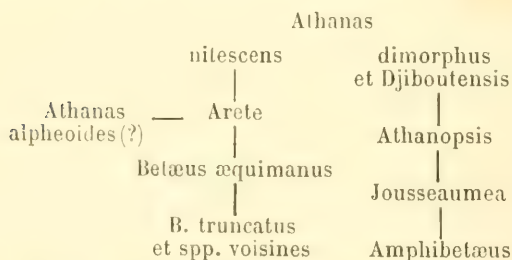 Athanas
nitescens
dimorphus
et Djiboutensis
Athanas
alpheoides (?)
Arete
Athanopsis
Betæus æquimanus
Jousseaumea
B. truncatus
et spp. voisines
Amphibetæus